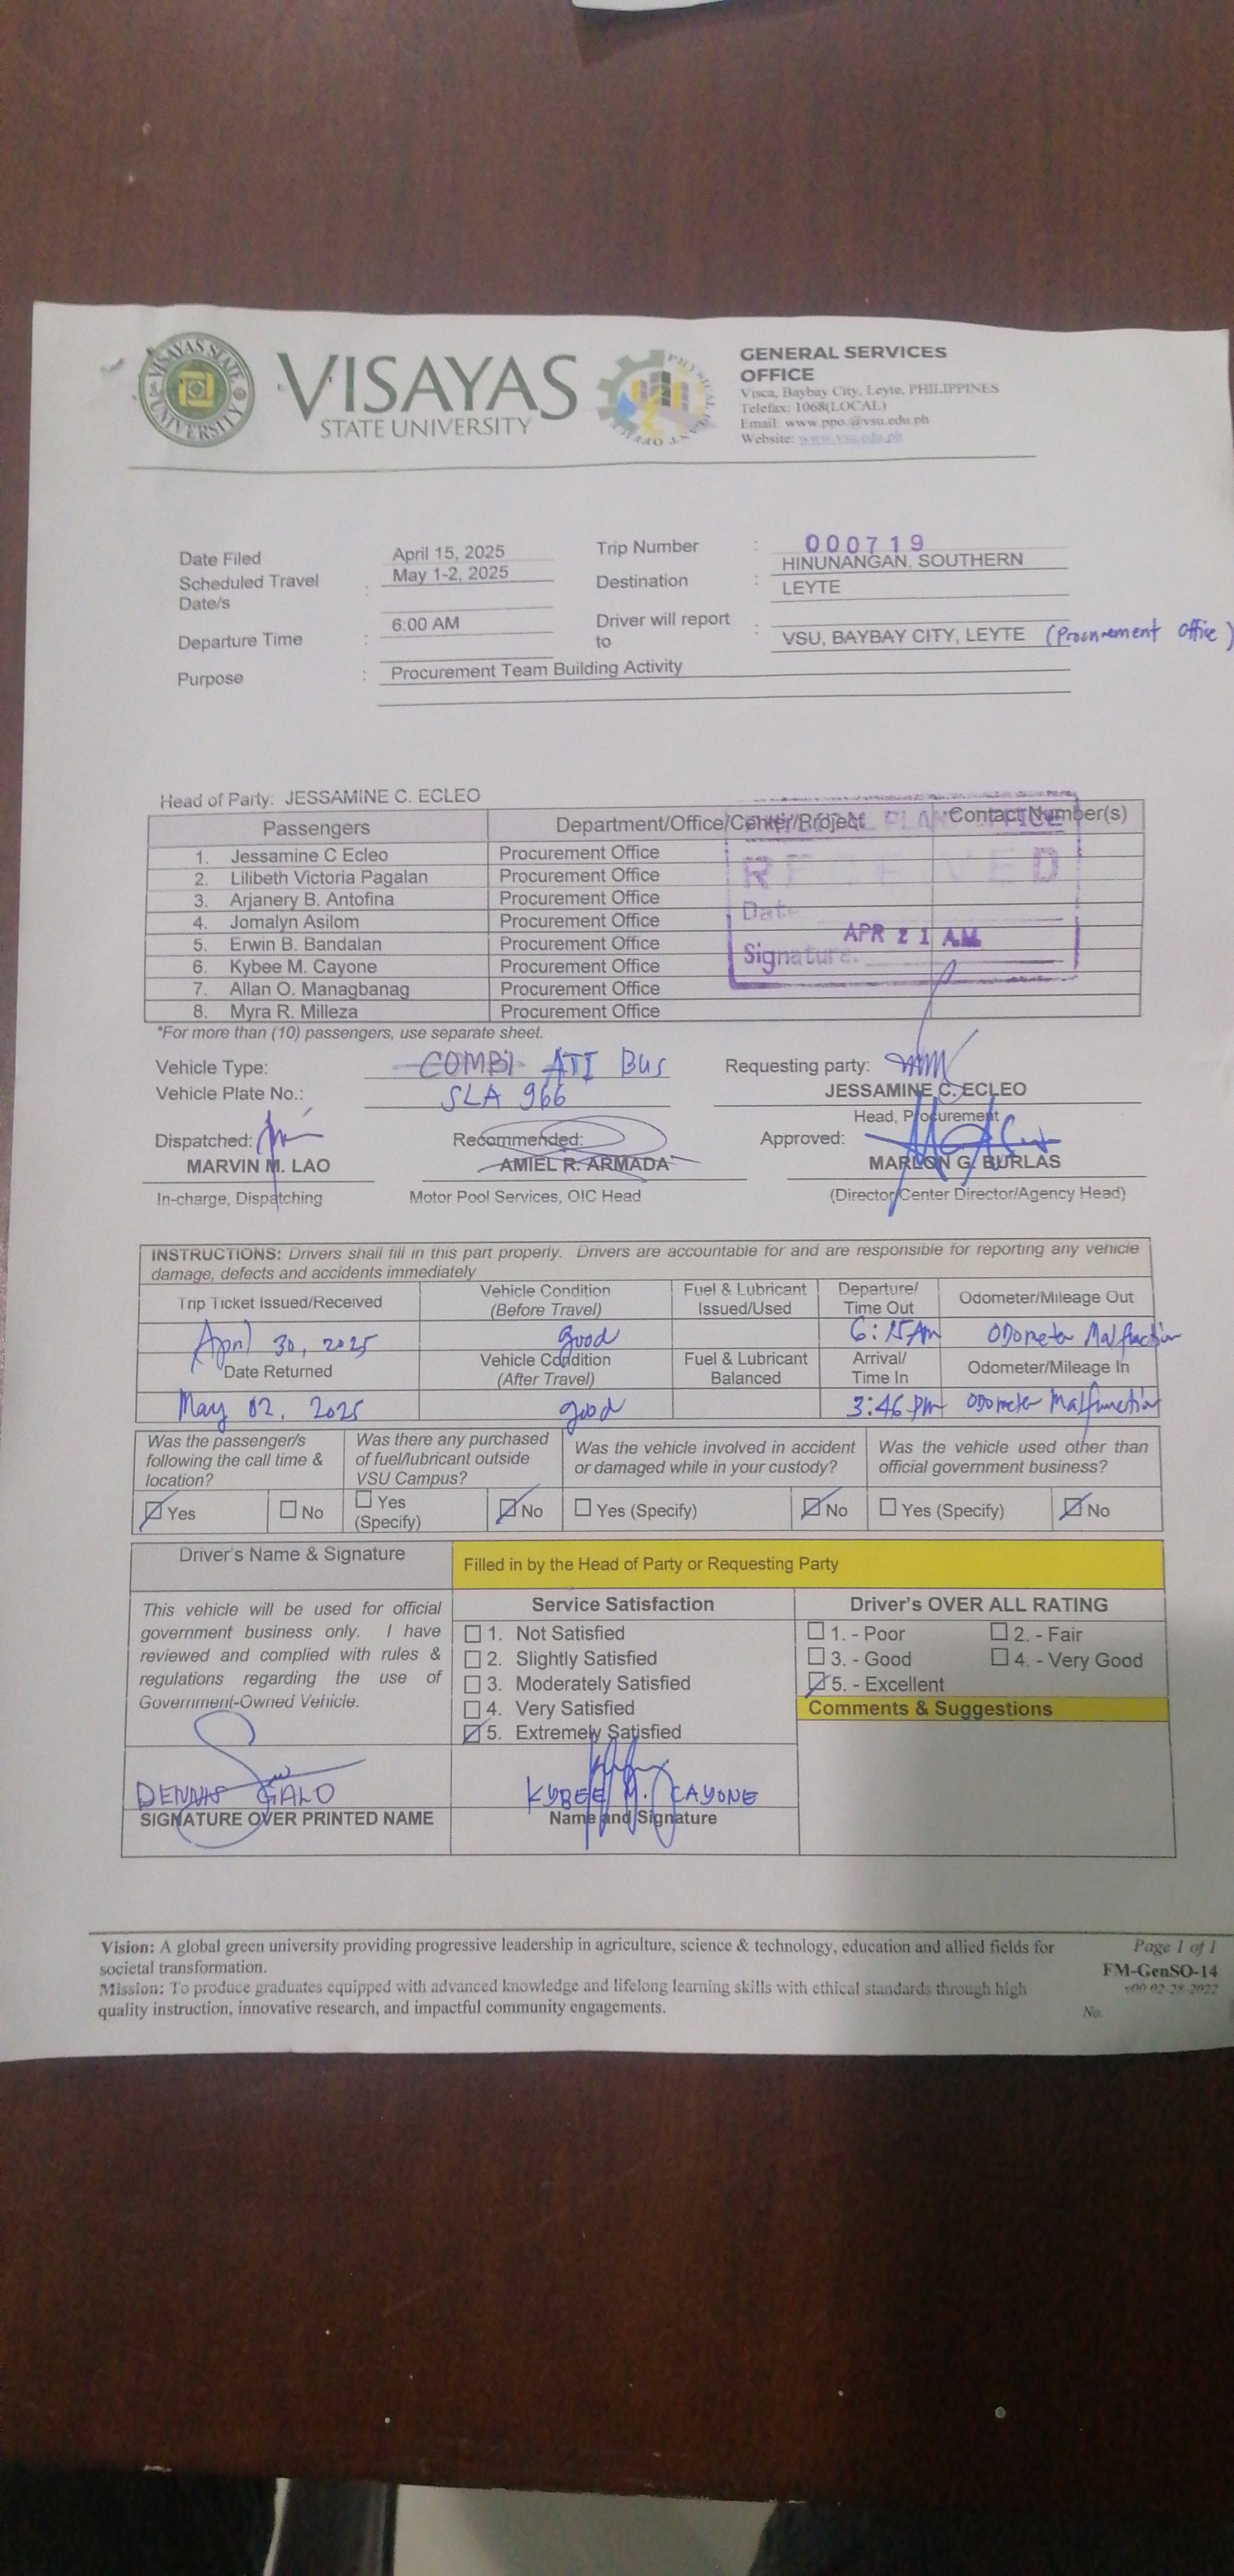 VISAYAS STATE UNIVERSITY
VISAYAS
STATE UNIVERSITY
GENERAL SERVICES
OFFICE
Visca, Baybay City, Leyte, PHILIPPINES
Telefax: 1068(LOCAL)
Email: www.ppo.@vsu.edu.ph
Website: www.vsu.edu.ph
Date Filed April 15, 2025 Trip Number : 000719
Scheduled Travel Date/s : May 1-2, 2025 Destination : HINUNANGAN, SOUTHERN LEYTE
Departure Time : 6:00 AM Driver will report to : VSU, BAYBAY CITY, LEYTE (Procurement office)
Purpose : Procurement Team Building Activity
Head of Party: JESSAMINE C. ECLEO
Passengers Department/Office/Center/Project Contact Number(s)
1. Jessamine C Ecleo Procurement Office
2. Lilibeth Victoria Pagalan Procurement Office
3. Arjanery B. Antofina Procurement Office
4. Jomalyn Asilom Procurement Office
5. Erwin B. Bandalan Procurement Office
6. Kybee M. Cayone Procurement Office
7. Allan O. Managbanag Procurement Office
8. Myra R. Milleza Procurement Office
RECEIVED
Date
APR 21 AM
Signature:
*For more than (10) passengers, use separate sheet.
Vehicle Type: COMBI ATI Bus Requesting party:
Vehicle Plate No.: SLA 966 JESSAMINE C. ECLEO
Head, Procurement
Dispatched: Recommended: Approved:
MARVIN M. LAO AMIEL R. ARMADA MARLON G. BURLAS
In-charge, Dispatching Motor Pool Services, OIC Head (Director/Center Director/Agency Head)
INSTRUCTIONS: Drivers shall fill in this part properly. Drivers are accountable for and are responsible for reporting any vehicle
damage, defects and accidents immediately
Trip Ticket Issued/Received Vehicle Condition (Before Travel) Fuel & Lubricant Issued/Used Departure/ Time Out Odometer/Mileage Out
April 30, 2025 good 6:15 AM Odometer Malfunction
Date Returned Vehicle Condition (After Travel) Fuel & Lubricant Balanced Arrival/ Time In Odometer/Mileage In
May 02, 2025 good 3:46 PM Odometer Malfunction
Was the passenger/s following the call time & location? Was there any purchased of fuel/lubricant outside VSU Campus? Was the vehicle involved in accident or damaged while in your custody? Was the vehicle used other than official government business?
Yes No Yes (Specify) No Yes (Specify) No Yes (Specify) No
Driver's Name & Signature Filled in by the Head of Party or Requesting Party
This vehicle will be used for official
government business only. I have
reviewed and complied with rules &
regulations regarding the use of
Government-Owned Vehicle.
Service Satisfaction
1. Not Satisfied
2. Slightly Satisfied
3. Moderately Satisfied
4. Very Satisfied
5. Extremely Satisfied
Driver's OVER ALL RATING
1. - Poor 2. - Fair
3. - Good 4. - Very Good
5. - Excellent
Comments & Suggestions
DENNIS GALO KYBEE M. CAYONE
SIGNATURE OVER PRINTED NAME Name and Signature
Vision: A global green university providing progressive leadership in agriculture, science & technology, education and allied fields for
societal transformation.
Mission: To produce graduates equipped with advanced knowledge and lifelong learning skills with ethical standards through high
quality instruction, innovative research, and impactful community engagements.
Page 1 of 1
FM-GenSO-14
v00 02-28-2022
No.